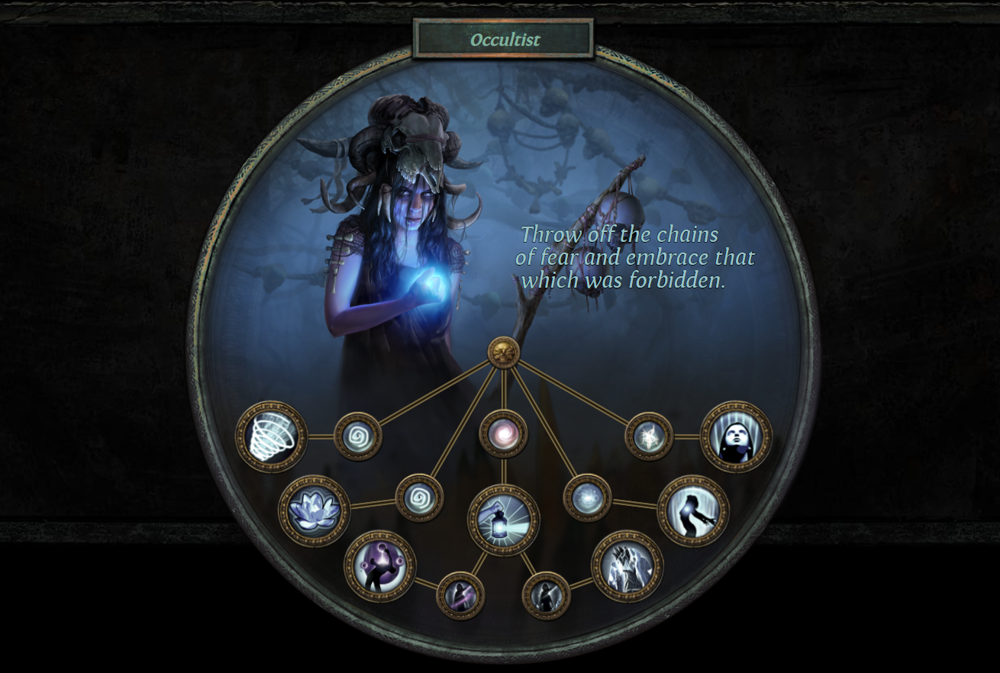 Occultist
Throw off the chains
of fear and embrace that
which was forbidden.